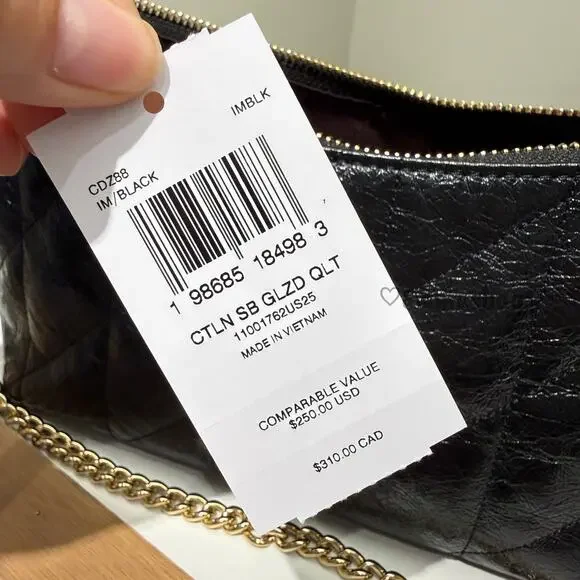 IMBLK
CDZ88
IM/BLACK
1 98685 18498 3
CTLN SB GLZD QLT
11001762US25
MADE IN VIETNAM
COMPARABLE VALUE
$250.00 USD
$310.00 CAD